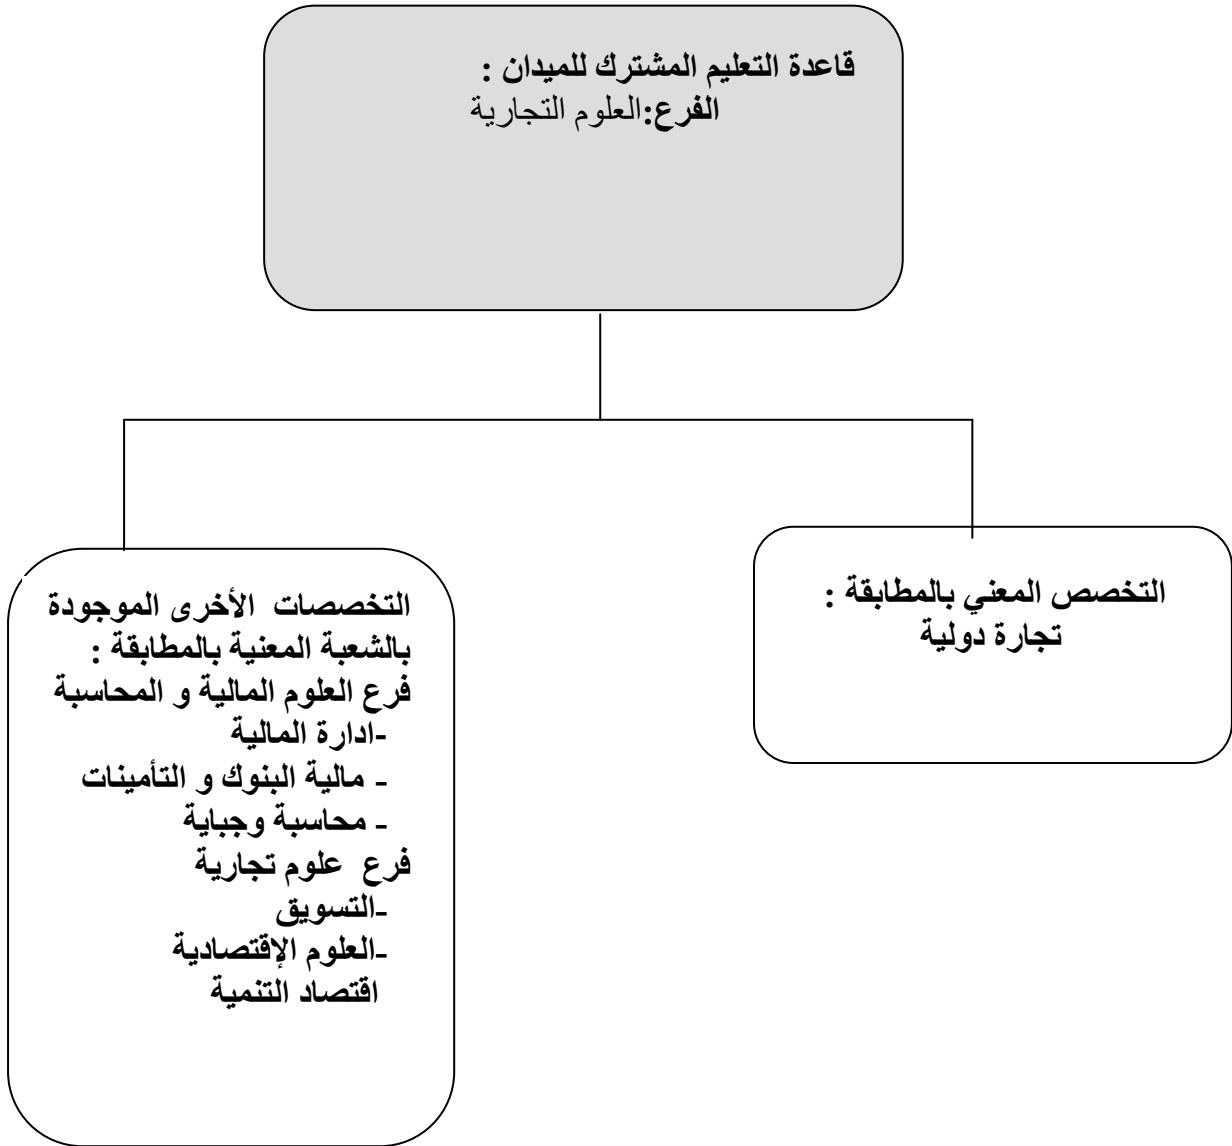 قاعدة التعليم المشترك للميدان :
الفرع:العلوم التجارية
التخصص المعني بالمطابقة :
تجارة دولية
التخصصات الأخرى الموجودة
بالشعبة المعنية بالمطابقة :
فرع العلوم المالية و المحاسبة
-ادارة المالية
- مالية البنوك و التأمينات
- محاسبة وجباية
فرع علوم تجارية
-التسويق
-العلوم الإقتصادية
اقتصاد التنمية